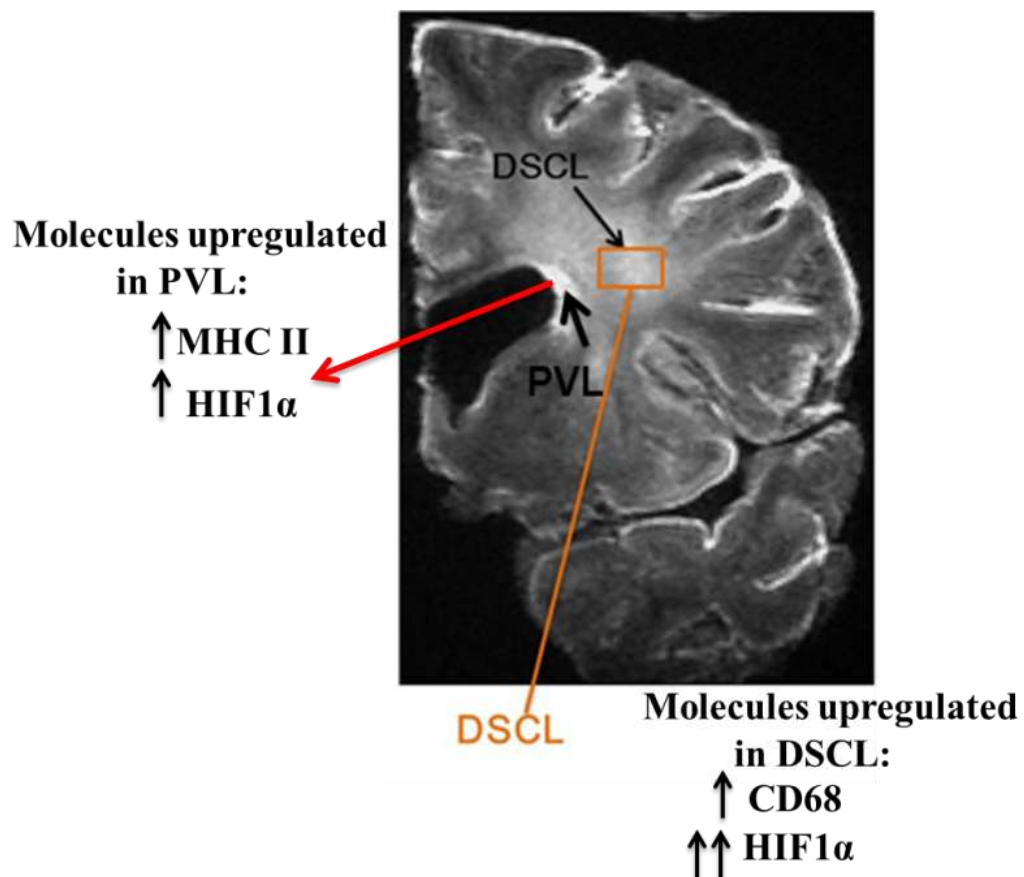 DSCL
Molecules upregulated
in PVL:
↑ MHC II
↑ HIF1α
PVL
DSCL
Molecules upregulated
in DSCL:
↑ CD68
↑↑ HIF1α